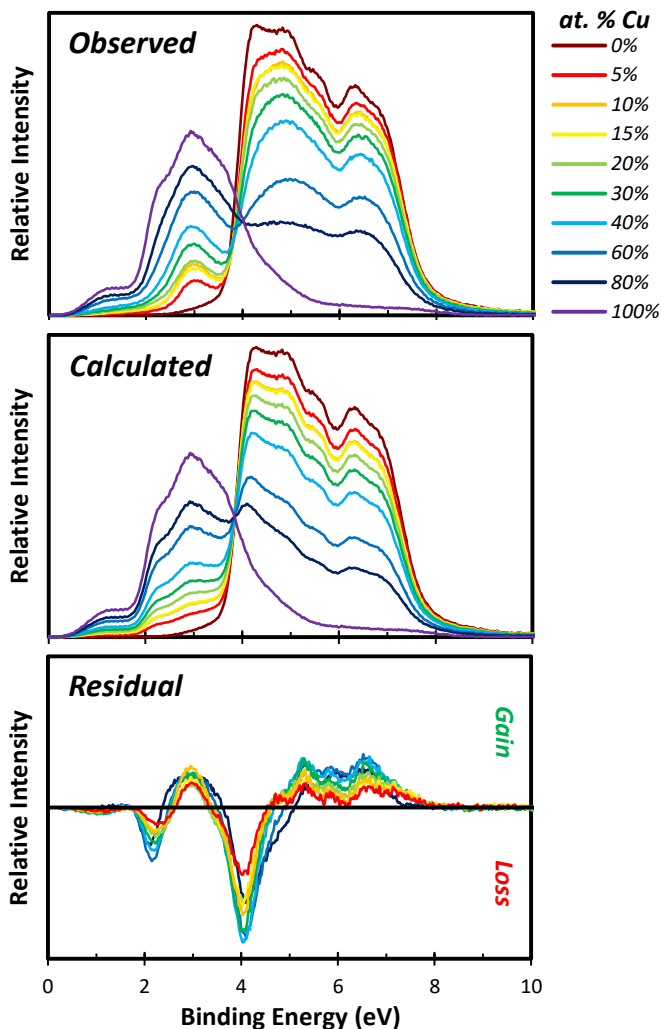 Observed
at. % Cu
0%
5%
10%
15%
20%
30%
40%
60%
80%
100%
Relative Intensity
Calculated
Relative Intensity
Residual
Gain
Loss
Relative Intensity
0 2 4 6 8 10
Binding Energy (eV)